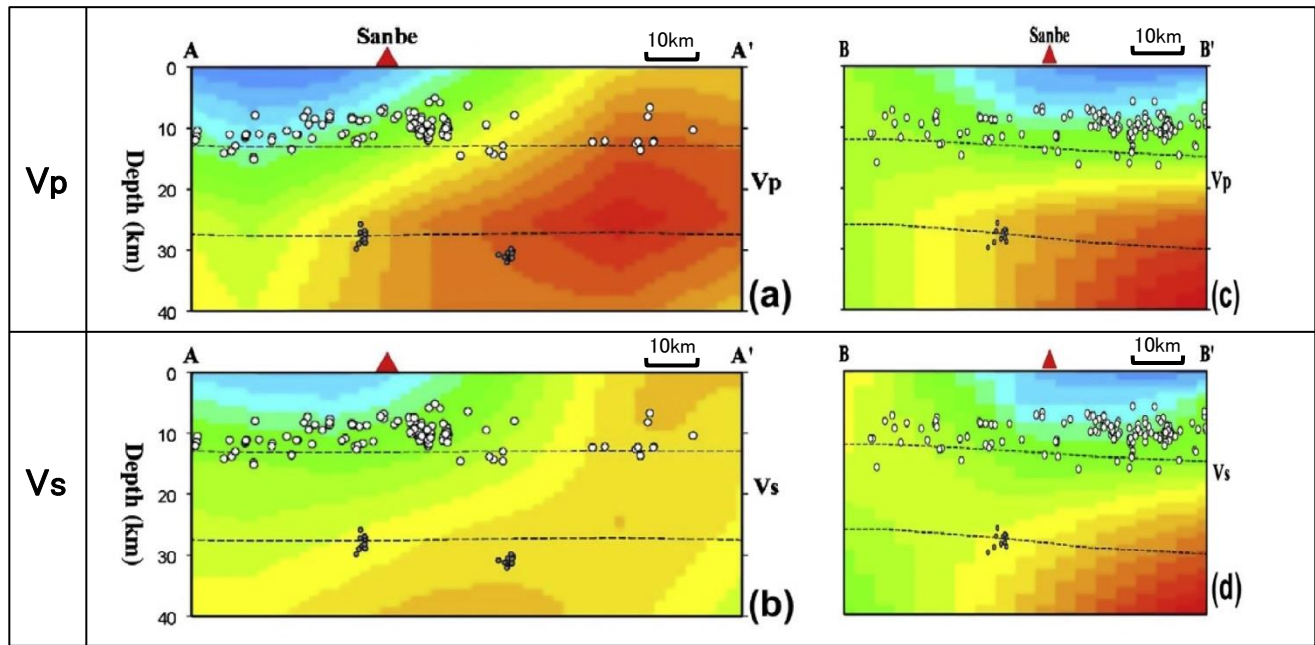 Vp
A
Sanbe
10km
A'
0
10
20
30
40
Depth (km)
Vp
(a)
B
Sanbe
10km
B'
Vp
(c)
Vs
A
10km
A'
0
10
20
30
40
Depth (km)
Vs
(b)
B
10km
B'
Vs
(d)